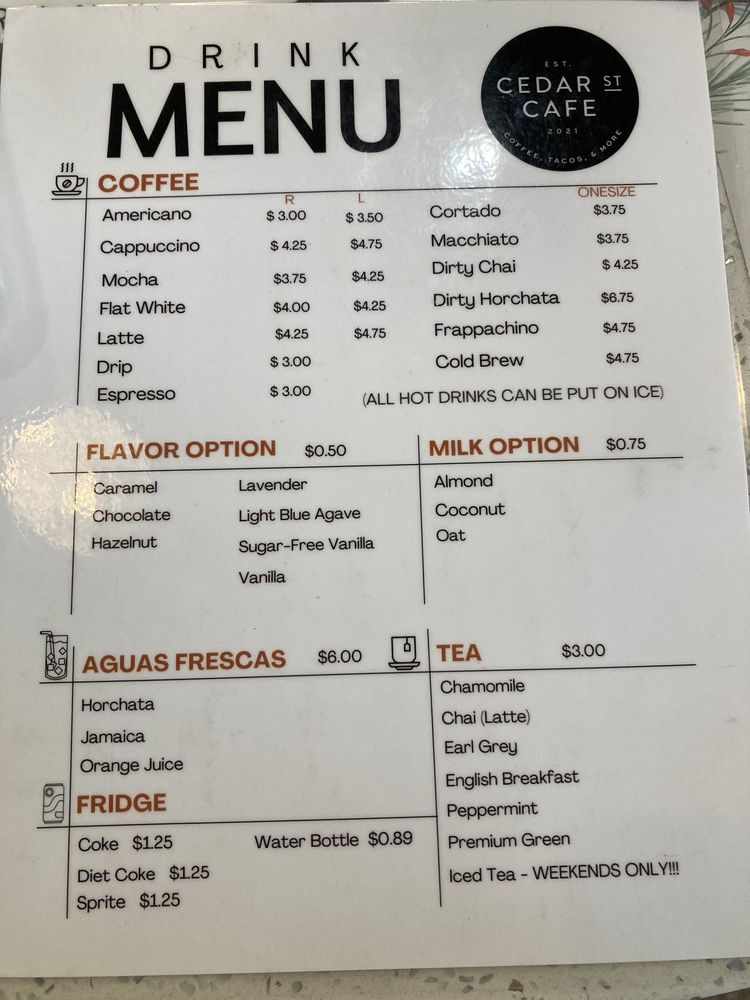 DRINK
MENU
EST.
CEDAR ST
CAFE
2021
COFFEE, TACOS, & MORE
COFFEE
R L ONESIZE
Americano $3.00 $3.50 Cortado $3.75
Cappuccino $4.25 $4.75 Macchiato $3.75
Mocha $3.75 $4.25 Dirty Chai $4.25
Flat White $4.00 $4.25 Dirty Horchata $6.75
Latte $4.25 $4.75 Frappachino $4.75
Drip $3.00 Cold Brew $4.75
Espresso $3.00 (ALL HOT DRINKS CAN BE PUT ON ICE)
FLAVOR OPTION $0.50
Caramel Lavender
Chocolate Light Blue Agave
Hazelnut Sugar-Free Vanilla
Vanilla
MILK OPTION $0.75
Almond
Coconut
Oat
AGUAS FRESCAS $6.00
Horchata
Jamaica
Orange Juice
FRIDGE
Coke $1.25 Water Bottle $0.89
Diet Coke $1.25
Sprite $1.25
TEA $3.00
Chamomile
Chai (Latte)
Earl Grey
English Breakfast
Peppermint
Premium Green
Iced Tea - WEEKENDS ONLY!!!